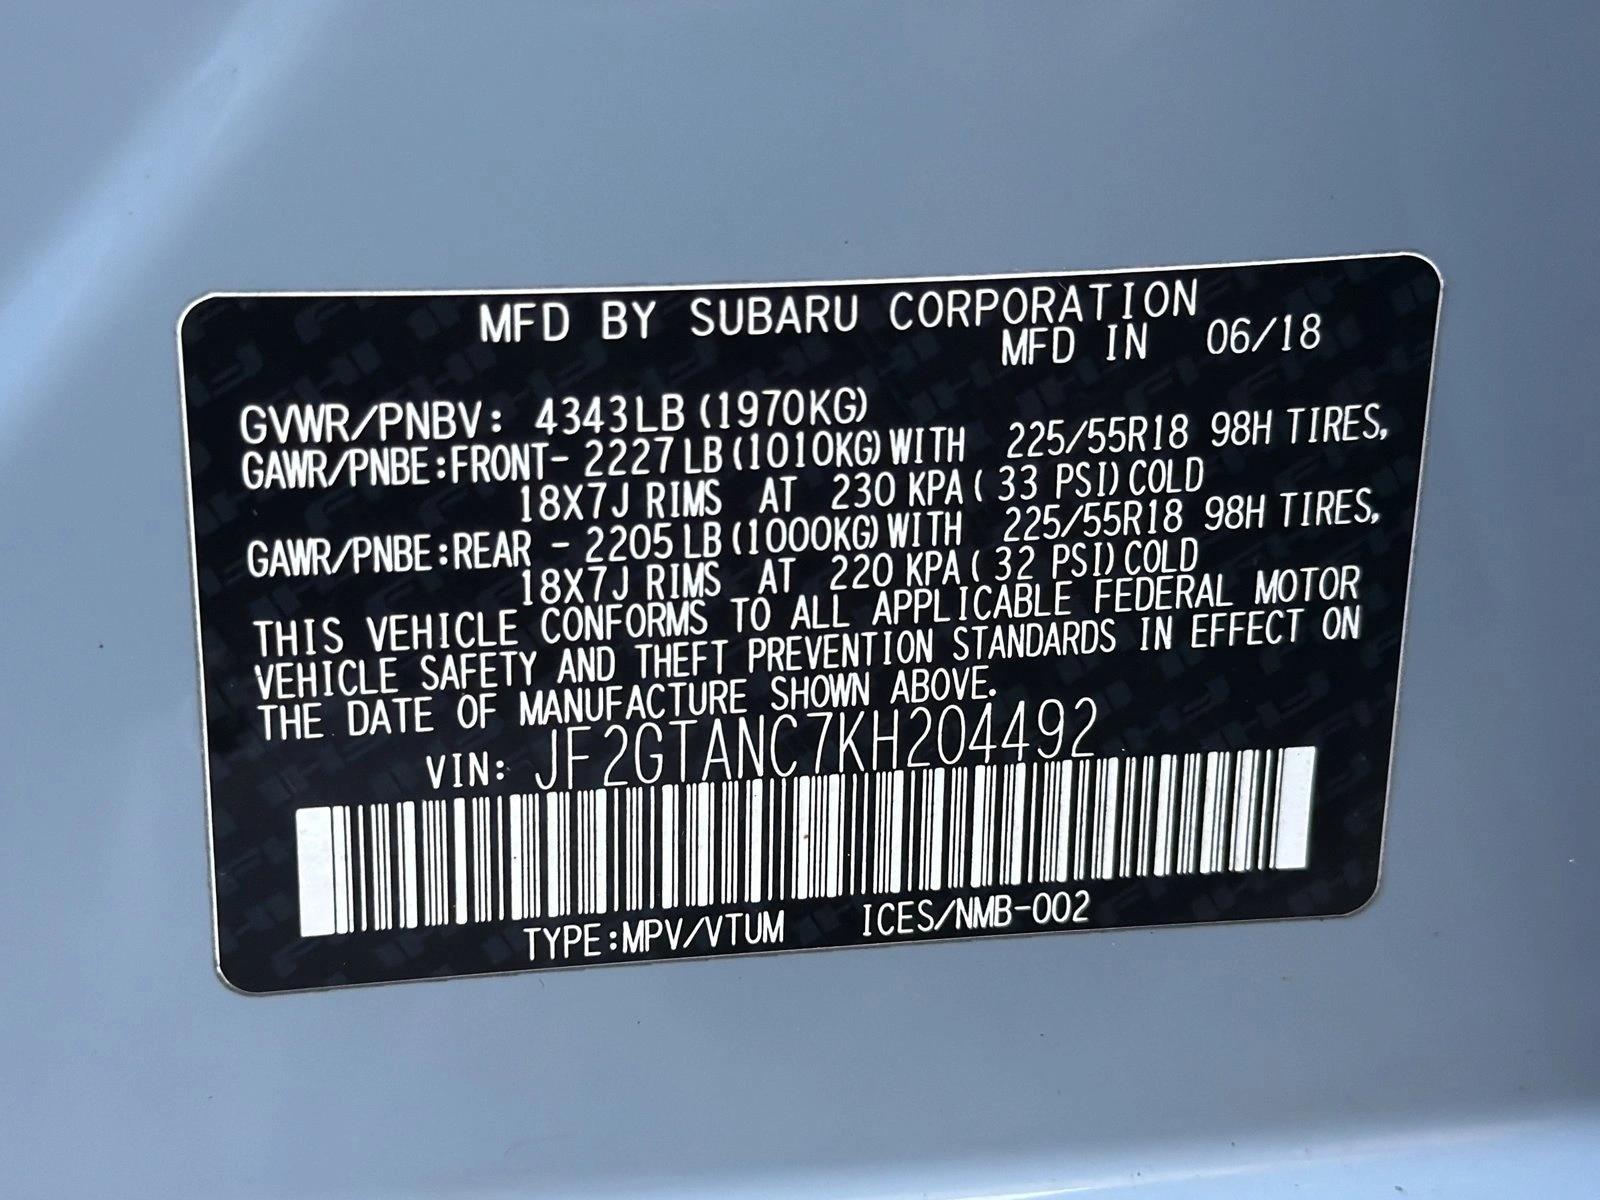 MFD BY SUBARU CORPORATION
MFD IN 06/18
GVWR/PNBV: 4343LB (1970KG)
GAWR/PNBE:FRONT- 2227LB (1010KG) WITH 225/55R18 98H TIRES,
18X7J RIMS AT 230 KPA ( 33 PSI) COLD
GAWR/PNBE:REAR - 2205LB (1000KG) WITH 225/55R18 98H TIRES,
18X7J RIMS AT 220 KPA ( 32 PSI) COLD
THIS VEHICLE CONFORMS TO ALL APPLICABLE FEDERAL MOTOR
VEHICLE SAFETY AND THEFT PREVENTION STANDARDS IN EFFECT ON
THE DATE OF MANUFACTURE SHOWN ABOVE.
VIN: JF2GTANC7KH204492
TYPE:MPV/VTUM ICES/NMB-002